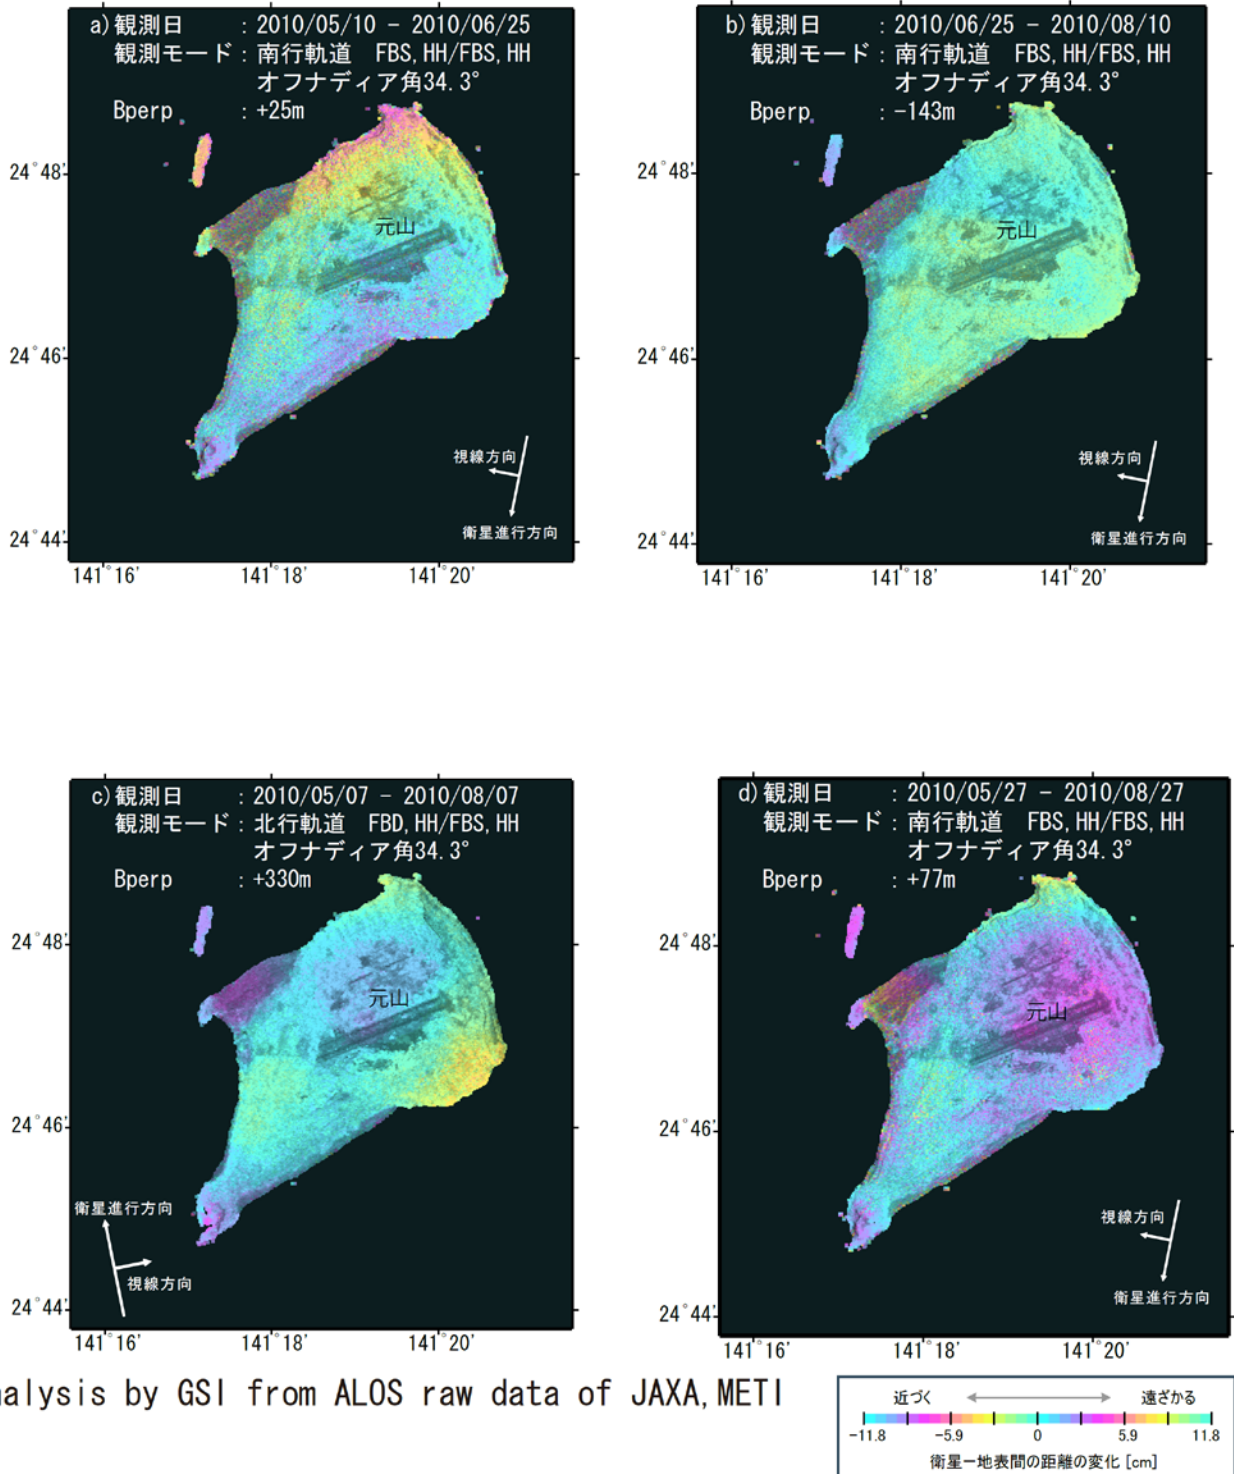 a)観測日　：2010/05/10 - 2010/06/25
観測モード：南行軌道　FBS,HH/FBS,HH
オフナディア角34.3°
Bperp　：+25m
24°48'
24°46'
24°44'
141°16'
141°18'
141°20'
元山
視線方向
衛星進行方向
b)観測日　：2010/06/25 - 2010/08/10
観測モード：南行軌道　FBS,HH/FBS,HH
オフナディア角34.3°
Bperp　：-143m
24°48'
24°46'
24°44'
141°16'
141°18'
141°20'
元山
視線方向
衛星進行方向
c)観測日　：2010/05/07 - 2010/08/07
観測モード：北行軌道　FBD,HH/FBS,HH
オフナディア角34.3°
Bperp　：+330m
24°48'
24°46'
24°44'
141°16'
141°18'
141°20'
元山
衛星進行方向
視線方向
d)観測日　：2010/05/27 - 2010/08/27
観測モード：南行軌道　FBS,HH/FBS,HH
オフナディア角34.3°
Bperp　：+77m
24°48'
24°46'
24°44'
141°16'
141°18'
141°20'
元山
視線方向
衛星進行方向
nalysis by GSI from ALOS raw data of JAXA,METI
近づく　遠ざかる
-11.8　-5.9　0　5.9　11.8
衛星－地表間の距離の変化 [cm]